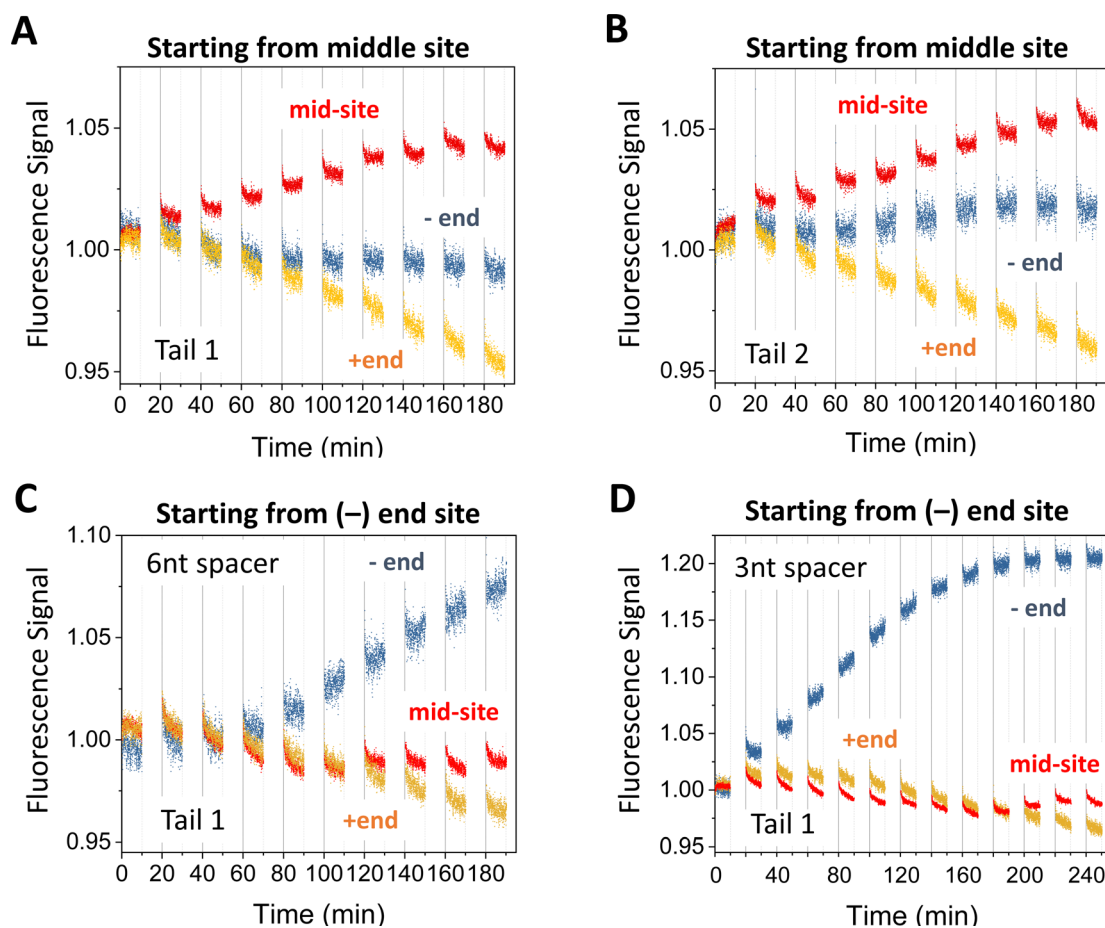 A
Starting from middle site
Fluorescence Signal
1.05
1.00
0.95
mid-site
- end
+end
Tail 1
0 20 40 60 80 100 120 140 160 180
Time (min)
B
Starting from middle site
Fluorescence Signal
1.05
1.00
0.95
mid-site
- end
+end
Tail 2
0 20 40 60 80 100 120 140 160 180
Time (min)
C
Starting from (–) end site
Fluorescence Signal
1.10
1.05
1.00
0.95
6nt spacer
- end
mid-site
+end
Tail 1
0 20 40 60 80 100 120 140 160 180
Time (min)
D
Starting from (–) end site
Fluorescence Signal
1.20
1.15
1.10
1.05
1.00
0.95
3nt spacer
- end
+end
mid-site
Tail 1
0 40 80 120 160 200 240
Time (min)